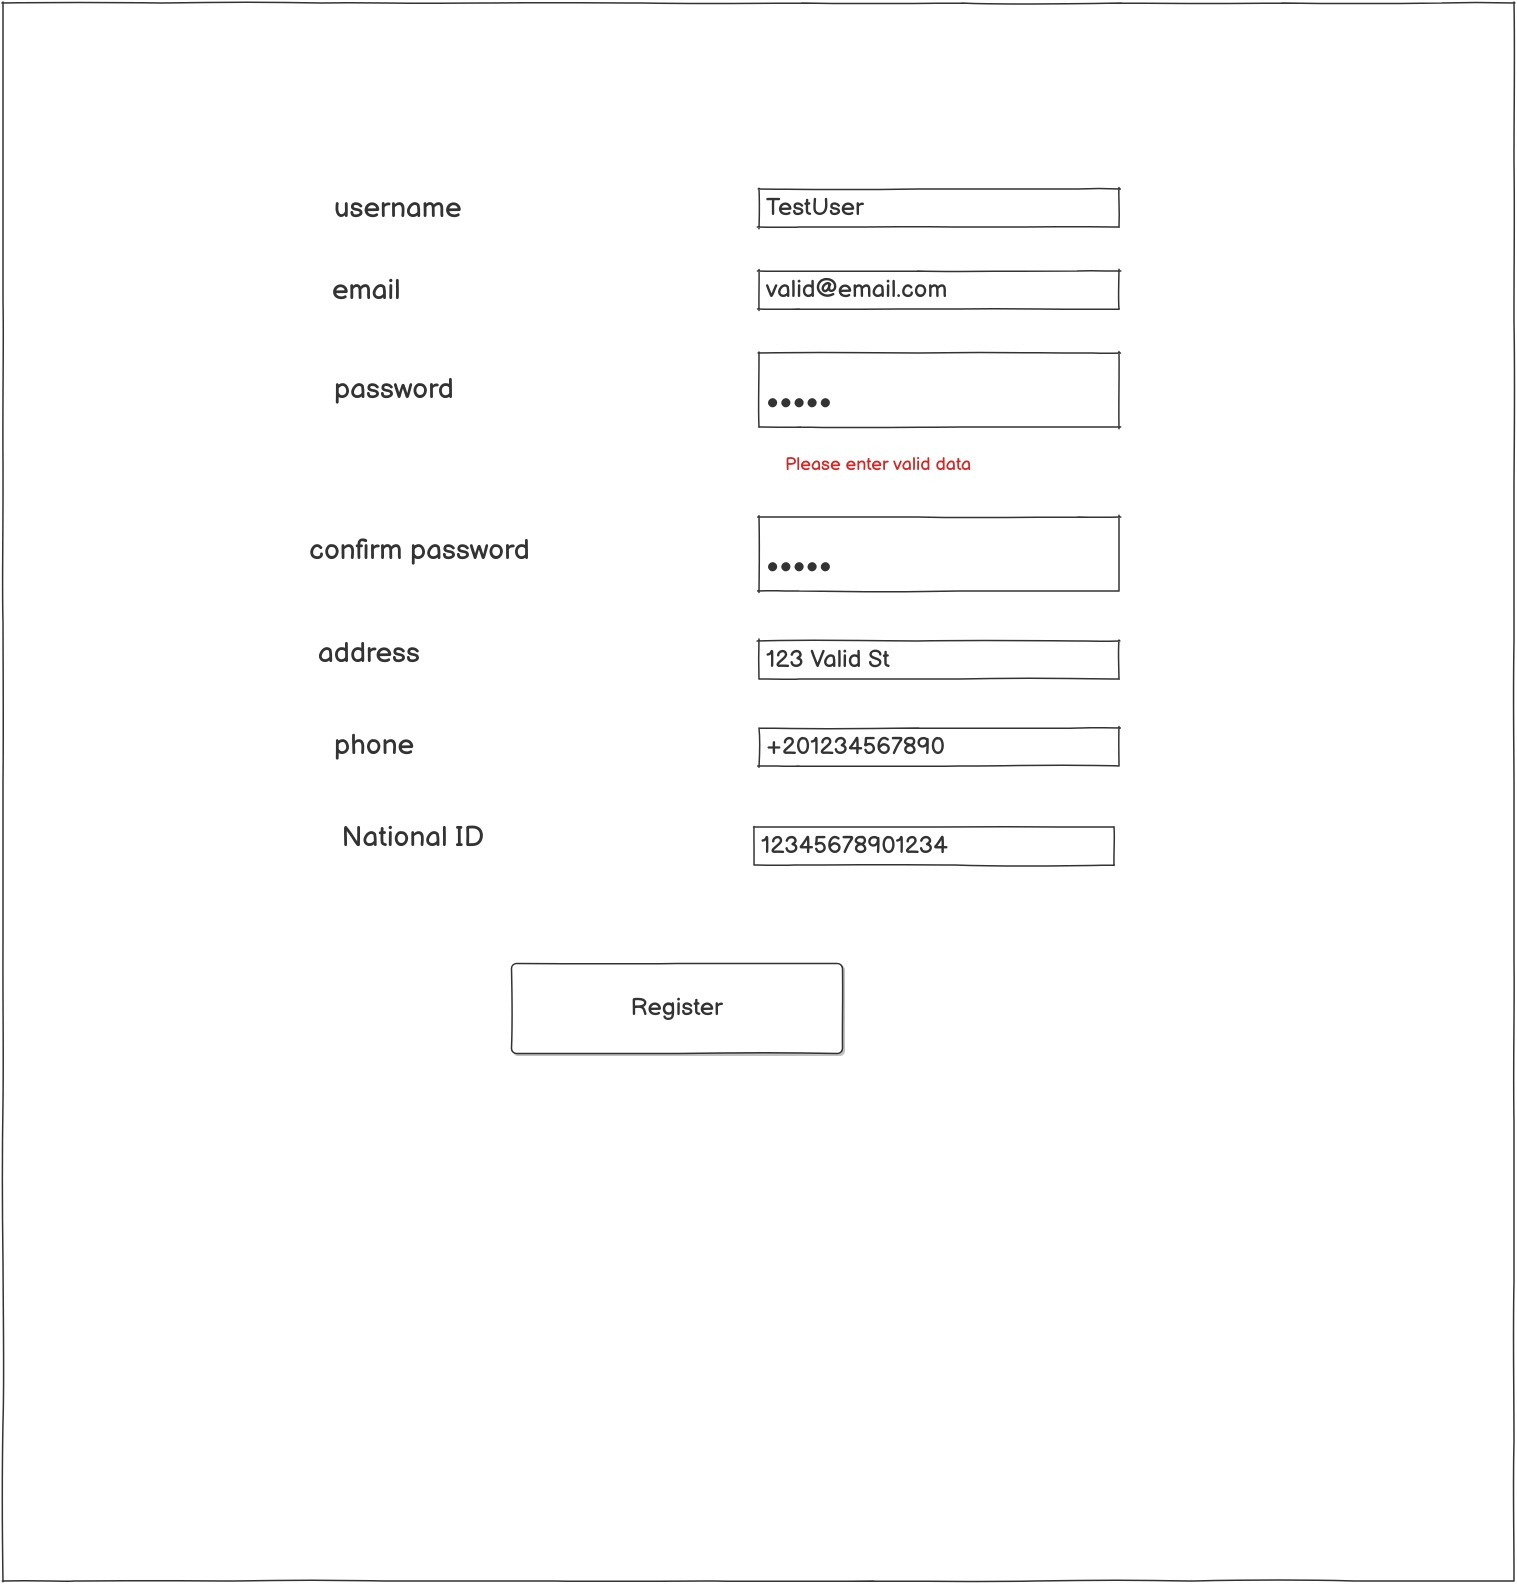 username
TestUser
email
valid@email.com
password
●●●●●
Please enter valid data
confirm password
●●●●●
address
123 Valid St
phone
+201234567890
National ID
12345678901234
Register